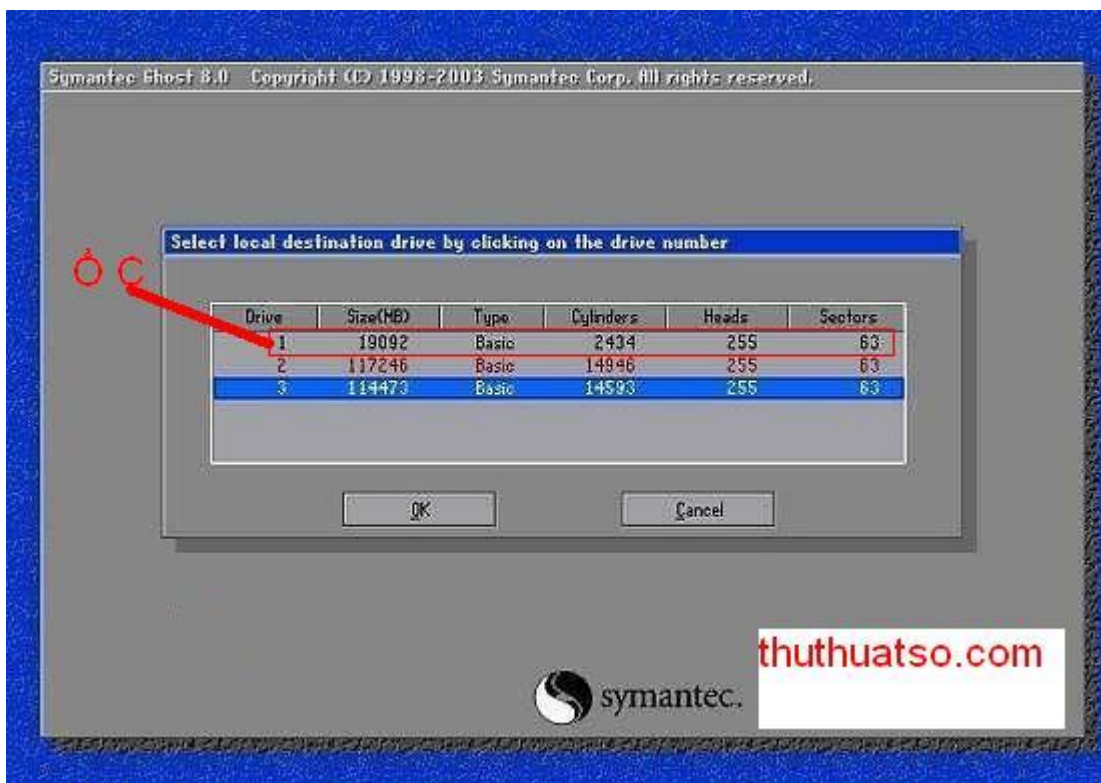 Symantec Ghost 8.0 Copyright (C) 1998-2003 Symantec Corp. All rights reserved.
Select local destination drive by clicking on the drive number
Ổ C
Drive Size(MB) Type Cylinders Heads Sectors
1 19092 Basic 2434 255 63
2 117246 Basic 14946 255 63
3 114473 Basic 14593 255 63
OK Cancel
thuthuatso.com
symantec.